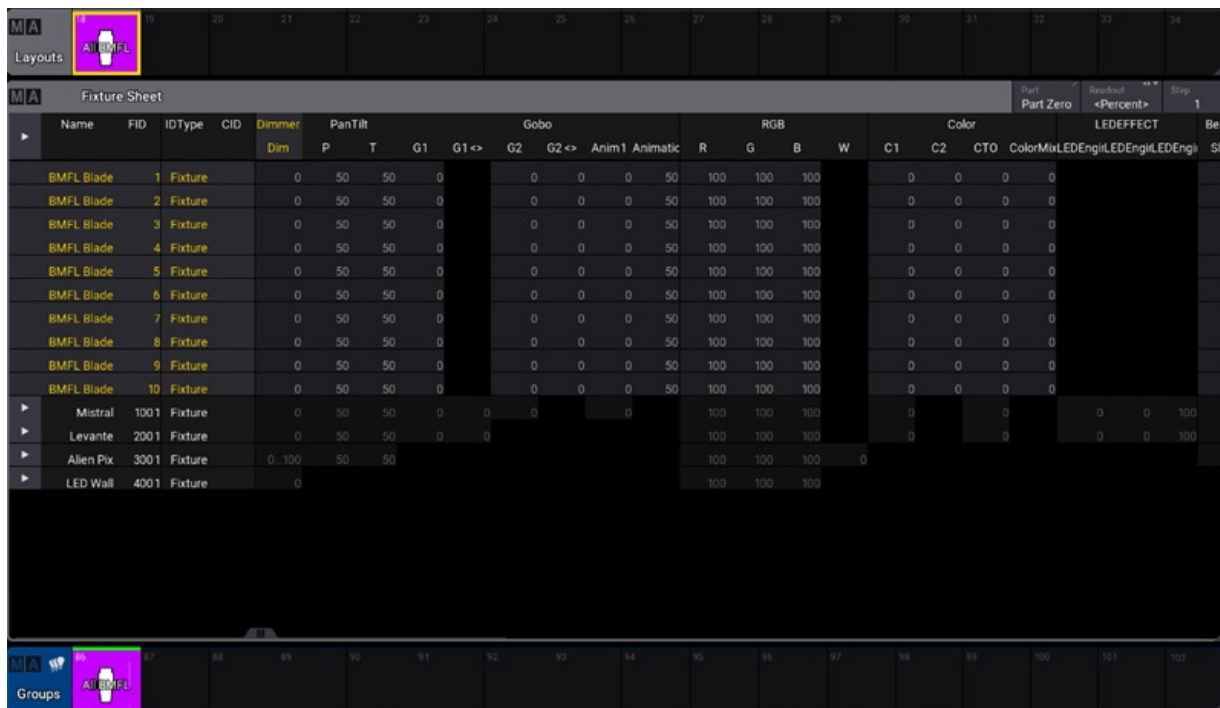 MA 18 19 20 21 22 23 24 25 26 27 28 29 30 31 32 33 34
All BMFL
Layouts
MA Fixture Sheet Part Readout Step
Part Zero <Percent> 1
Name FID IDType CID Dimmer PanTilt Gobo RGB Color LEDEFFECT Be
Dim P T G1 G1 <> G2 G2 <> Anim1 Animatic R G B W C1 C2 CTO ColorMix LEDEngir LEDEngir LEDEngi
BMFL Blade 1 Fixture 0 50 50 0 0 0 0 50 100 100 100 0 0 0 0
BMFL Blade 2 Fixture 0 50 50 0 0 0 0 50 100 100 100 0 0 0 0
BMFL Blade 3 Fixture 0 50 50 0 0 0 0 50 100 100 100 0 0 0 0
BMFL Blade 4 Fixture 0 50 50 0 0 0 0 50 100 100 100 0 0 0 0
BMFL Blade 5 Fixture 0 50 50 0 0 0 0 50 100 100 100 0 0 0 0
BMFL Blade 6 Fixture 0 50 50 0 0 0 0 50 100 100 100 0 0 0 0
BMFL Blade 7 Fixture 0 50 50 0 0 0 0 50 100 100 100 0 0 0 0
BMFL Blade 8 Fixture 0 50 50 0 0 0 0 50 100 100 100 0 0 0 0
BMFL Blade 9 Fixture 0 50 50 0 0 0 0 50 100 100 100 0 0 0 0
BMFL Blade 10 Fixture 0 50 50 0 0 0 0 50 100 100 100 0 0 0 0
Mistral 1001 Fixture 0 50 50 0 0 0 0 100 100 100 0 0 0 0 100
Levante 2001 Fixture 0 50 50 0 0 100 100 100 0 0 0 0 100
Alien Pix 3001 Fixture 0..100 50 50 100 100 100 0
LED Wall 4001 Fixture 0 100 100 100
MA 86 87 88 89 90 91 92 93 94 95 96 97 98 99 100 101 102
All BMFL
Groups